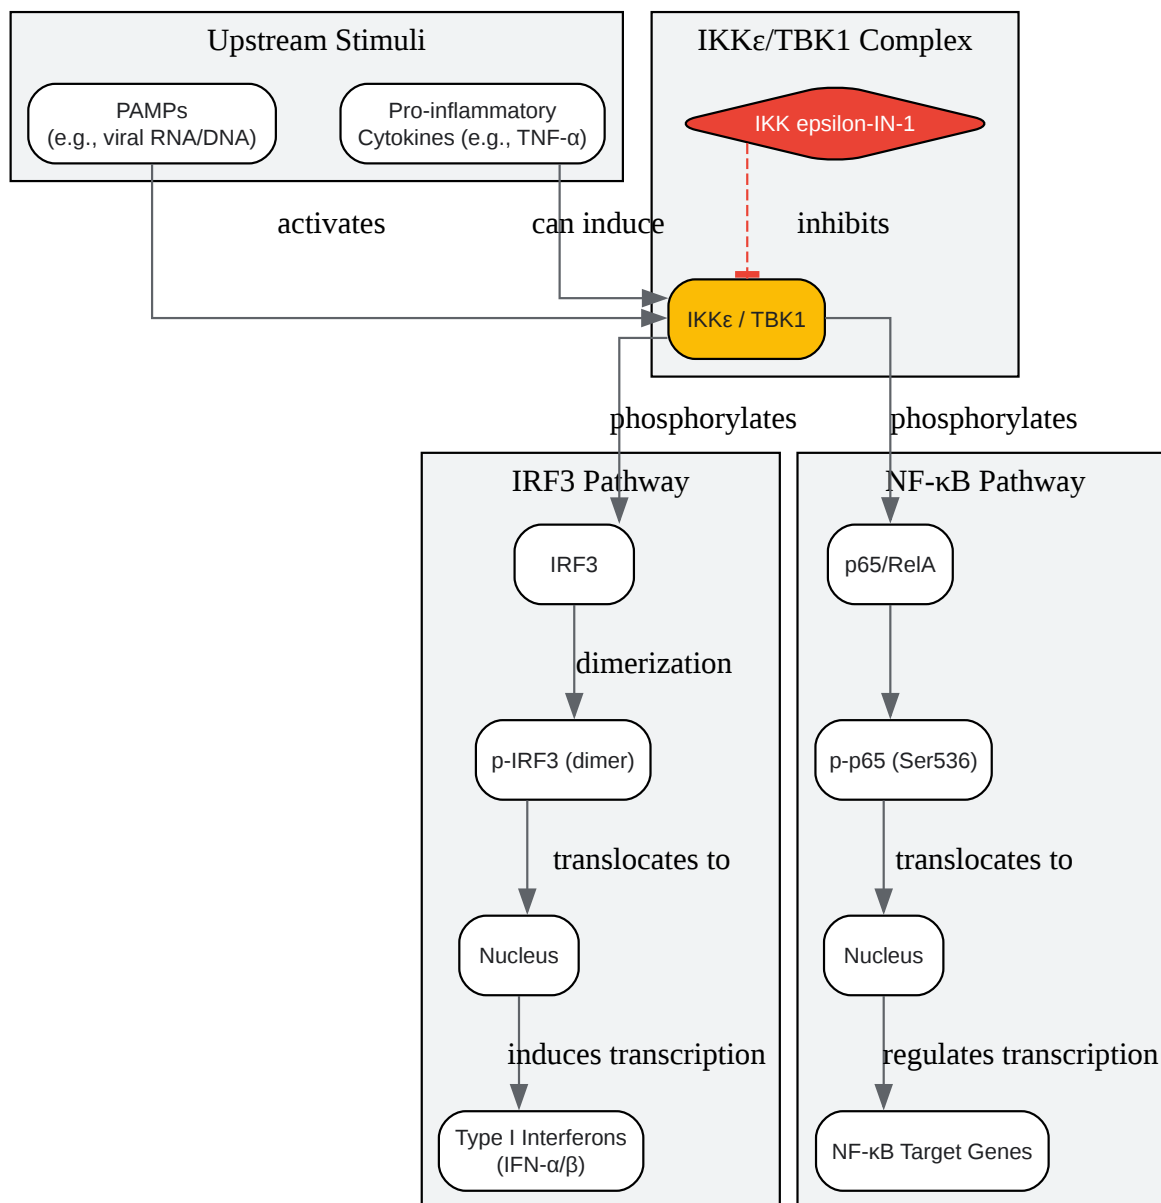 Upstream Stimuli
IKKε/TBK1 Complex
PAMPs
(e.g., viral RNA/DNA)
Pro-inflammatory
Cytokines (e.g., TNF-α)
IKK epsilon-IN-1
activates
can induce
inhibits
IKKε / TBK1
phosphorylates
phosphorylates
IRF3 Pathway
NF-κB Pathway
IRF3
p65/RelA
dimerization
p-IRF3 (dimer)
p-p65 (Ser536)
translocates to
translocates to
Nucleus
Nucleus
induces transcription
regulates transcription
Type I Interferons
(IFN-α/β)
NF-κB Target Genes